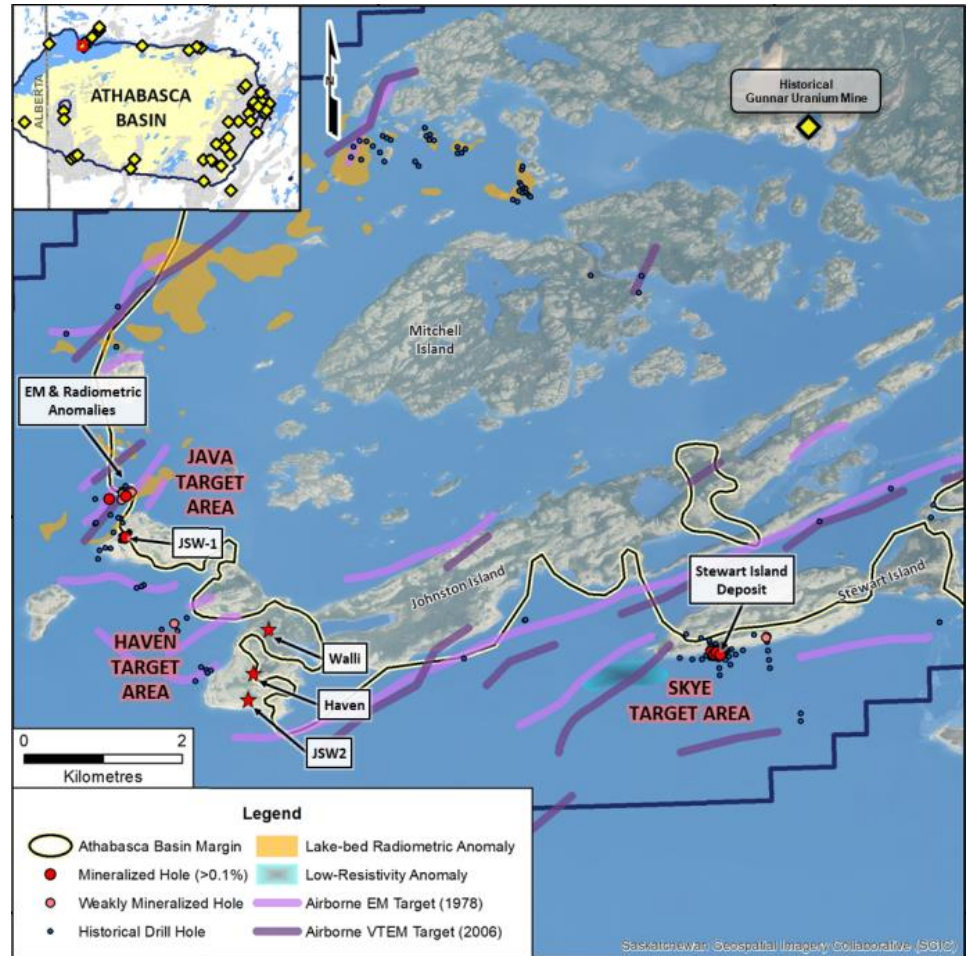 ALBERTA
ATHABASCA
BASIN
N
Historical
Gunnar Uranium Mine
Mitchell
Island
EM & Radiometric
Anomalies
JAVA
TARGET
AREA
JSW-1
Johnston Island
Stewart Island
Deposit
Stewart Island
HAVEN
TARGET
AREA
Walli
Haven
JSW2
SKYE
TARGET AREA
0 2
Kilometres
Legend
Athabasca Basin Margin
Mineralized Hole (>0.1%)
Weakly Mineralized Hole
Historical Drill Hole
Lake-bed Radiometric Anomaly
Low-Resistivity Anomaly
Airborne EM Target (1978)
Airborne VTEM Target (2006)
Saskatchewan Geospatial Imagery Collaborative (SGIC)